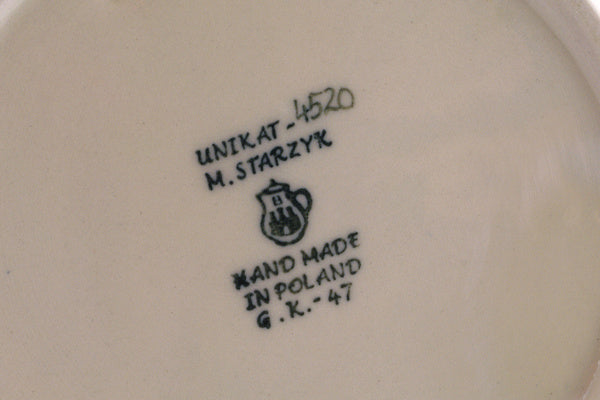 UNIKAT-4520
M. STARZYK
HAND MADE
IN POLAND
G.K.-47